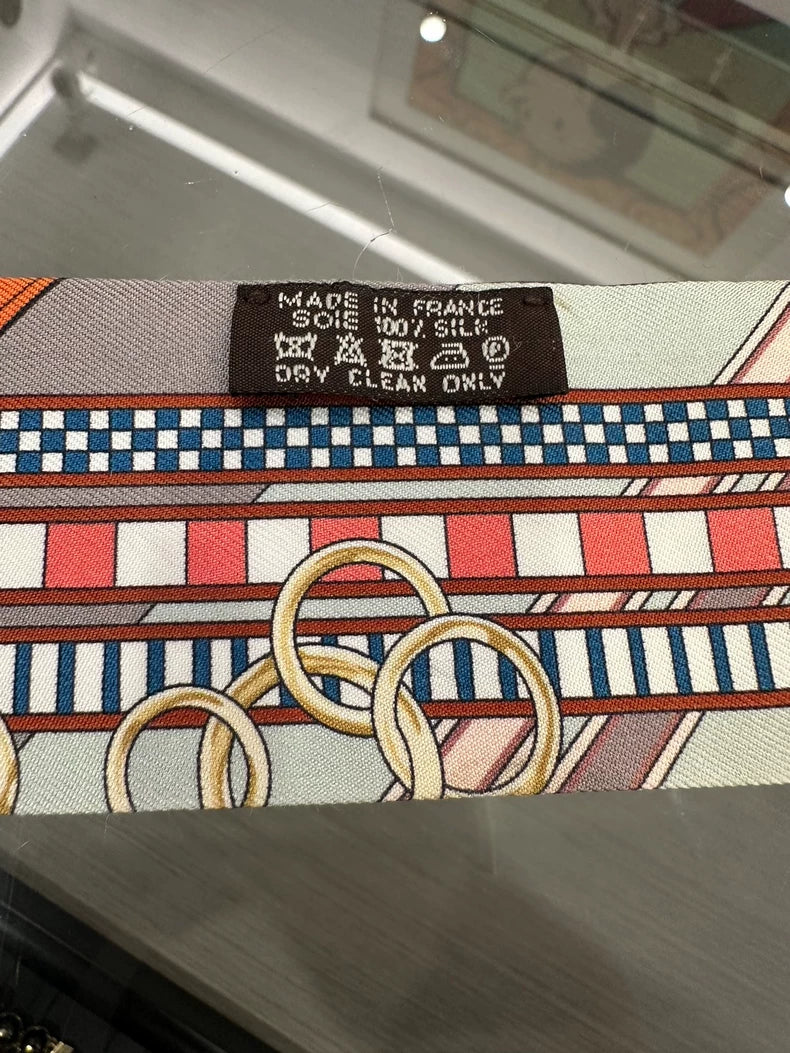 MADE IN FRANCE
SOIE 100% SILK
DRY CLEAN ONLY